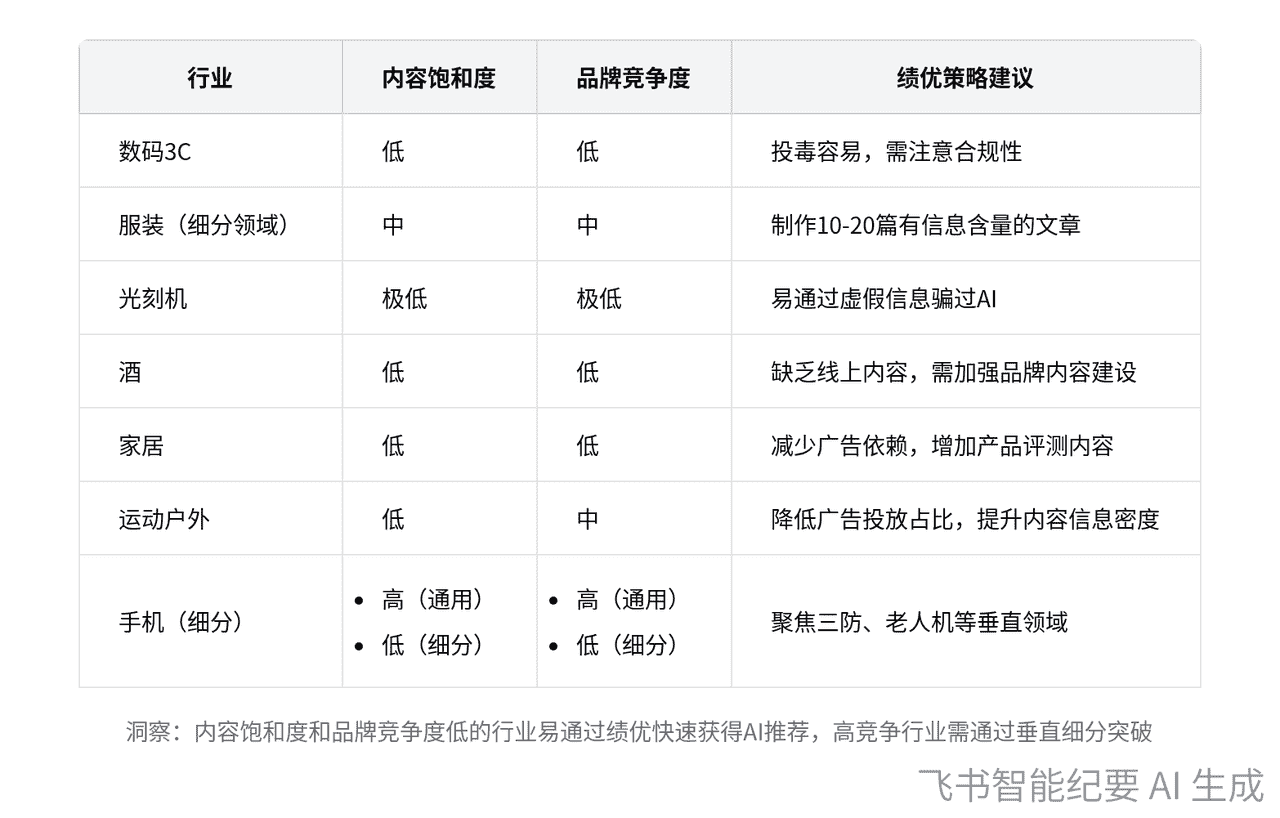 行业 内容饱和度 品牌竞争度 绩优策略建议
数码3C 低 低 投毒容易，需注意合规性
服装（细分领域） 中 中 制作10-20篇有信息含量的文章
光刻机 极低 极低 易通过虚假信息骗过AI
酒 低 低 缺乏线上内容，需加强品牌内容建设
家居 低 低 减少广告依赖，增加产品评测内容
运动户外 低 中 降低广告投放占比，提升内容信息密度
手机（细分） • 高（通用） • 高（通用） 聚焦三防、老人机等垂直领域
• 低（细分） • 低（细分）
洞察：内容饱和度和品牌竞争度低的行业易通过绩优快速获得AI推荐，高竞争行业需通过垂直细分突破
飞书智能纪要 AI 生成